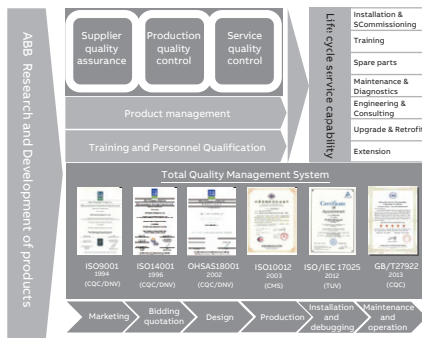 ABB Research and Development of products
Supplier
quality
assurance
Production
quality
control
Service
quality
control
Product management
Training and Personnel Qualification
Life cycle service capability
Installation &
SCommissioning
Training
Spare parts
Maintenance &
Diagnostics
Engineering &
Consulting
Upgrade & Retrofit
Extension
Total Quality Management System
Certificate
ISO9001
1994
(CQC/DNV)
ISO14001
1996
(CQC/DNV)
OHSAS18001
2002
(CQC/DNV)
ISO10012
2003
(CMS)
ISO/IEC 17025
2012
(TUV)
GB/T27922
2013
(CQC)
Marketing
Bidding
quotation
Design
Production
Installation
and
debugging
Maintenance
and
operation